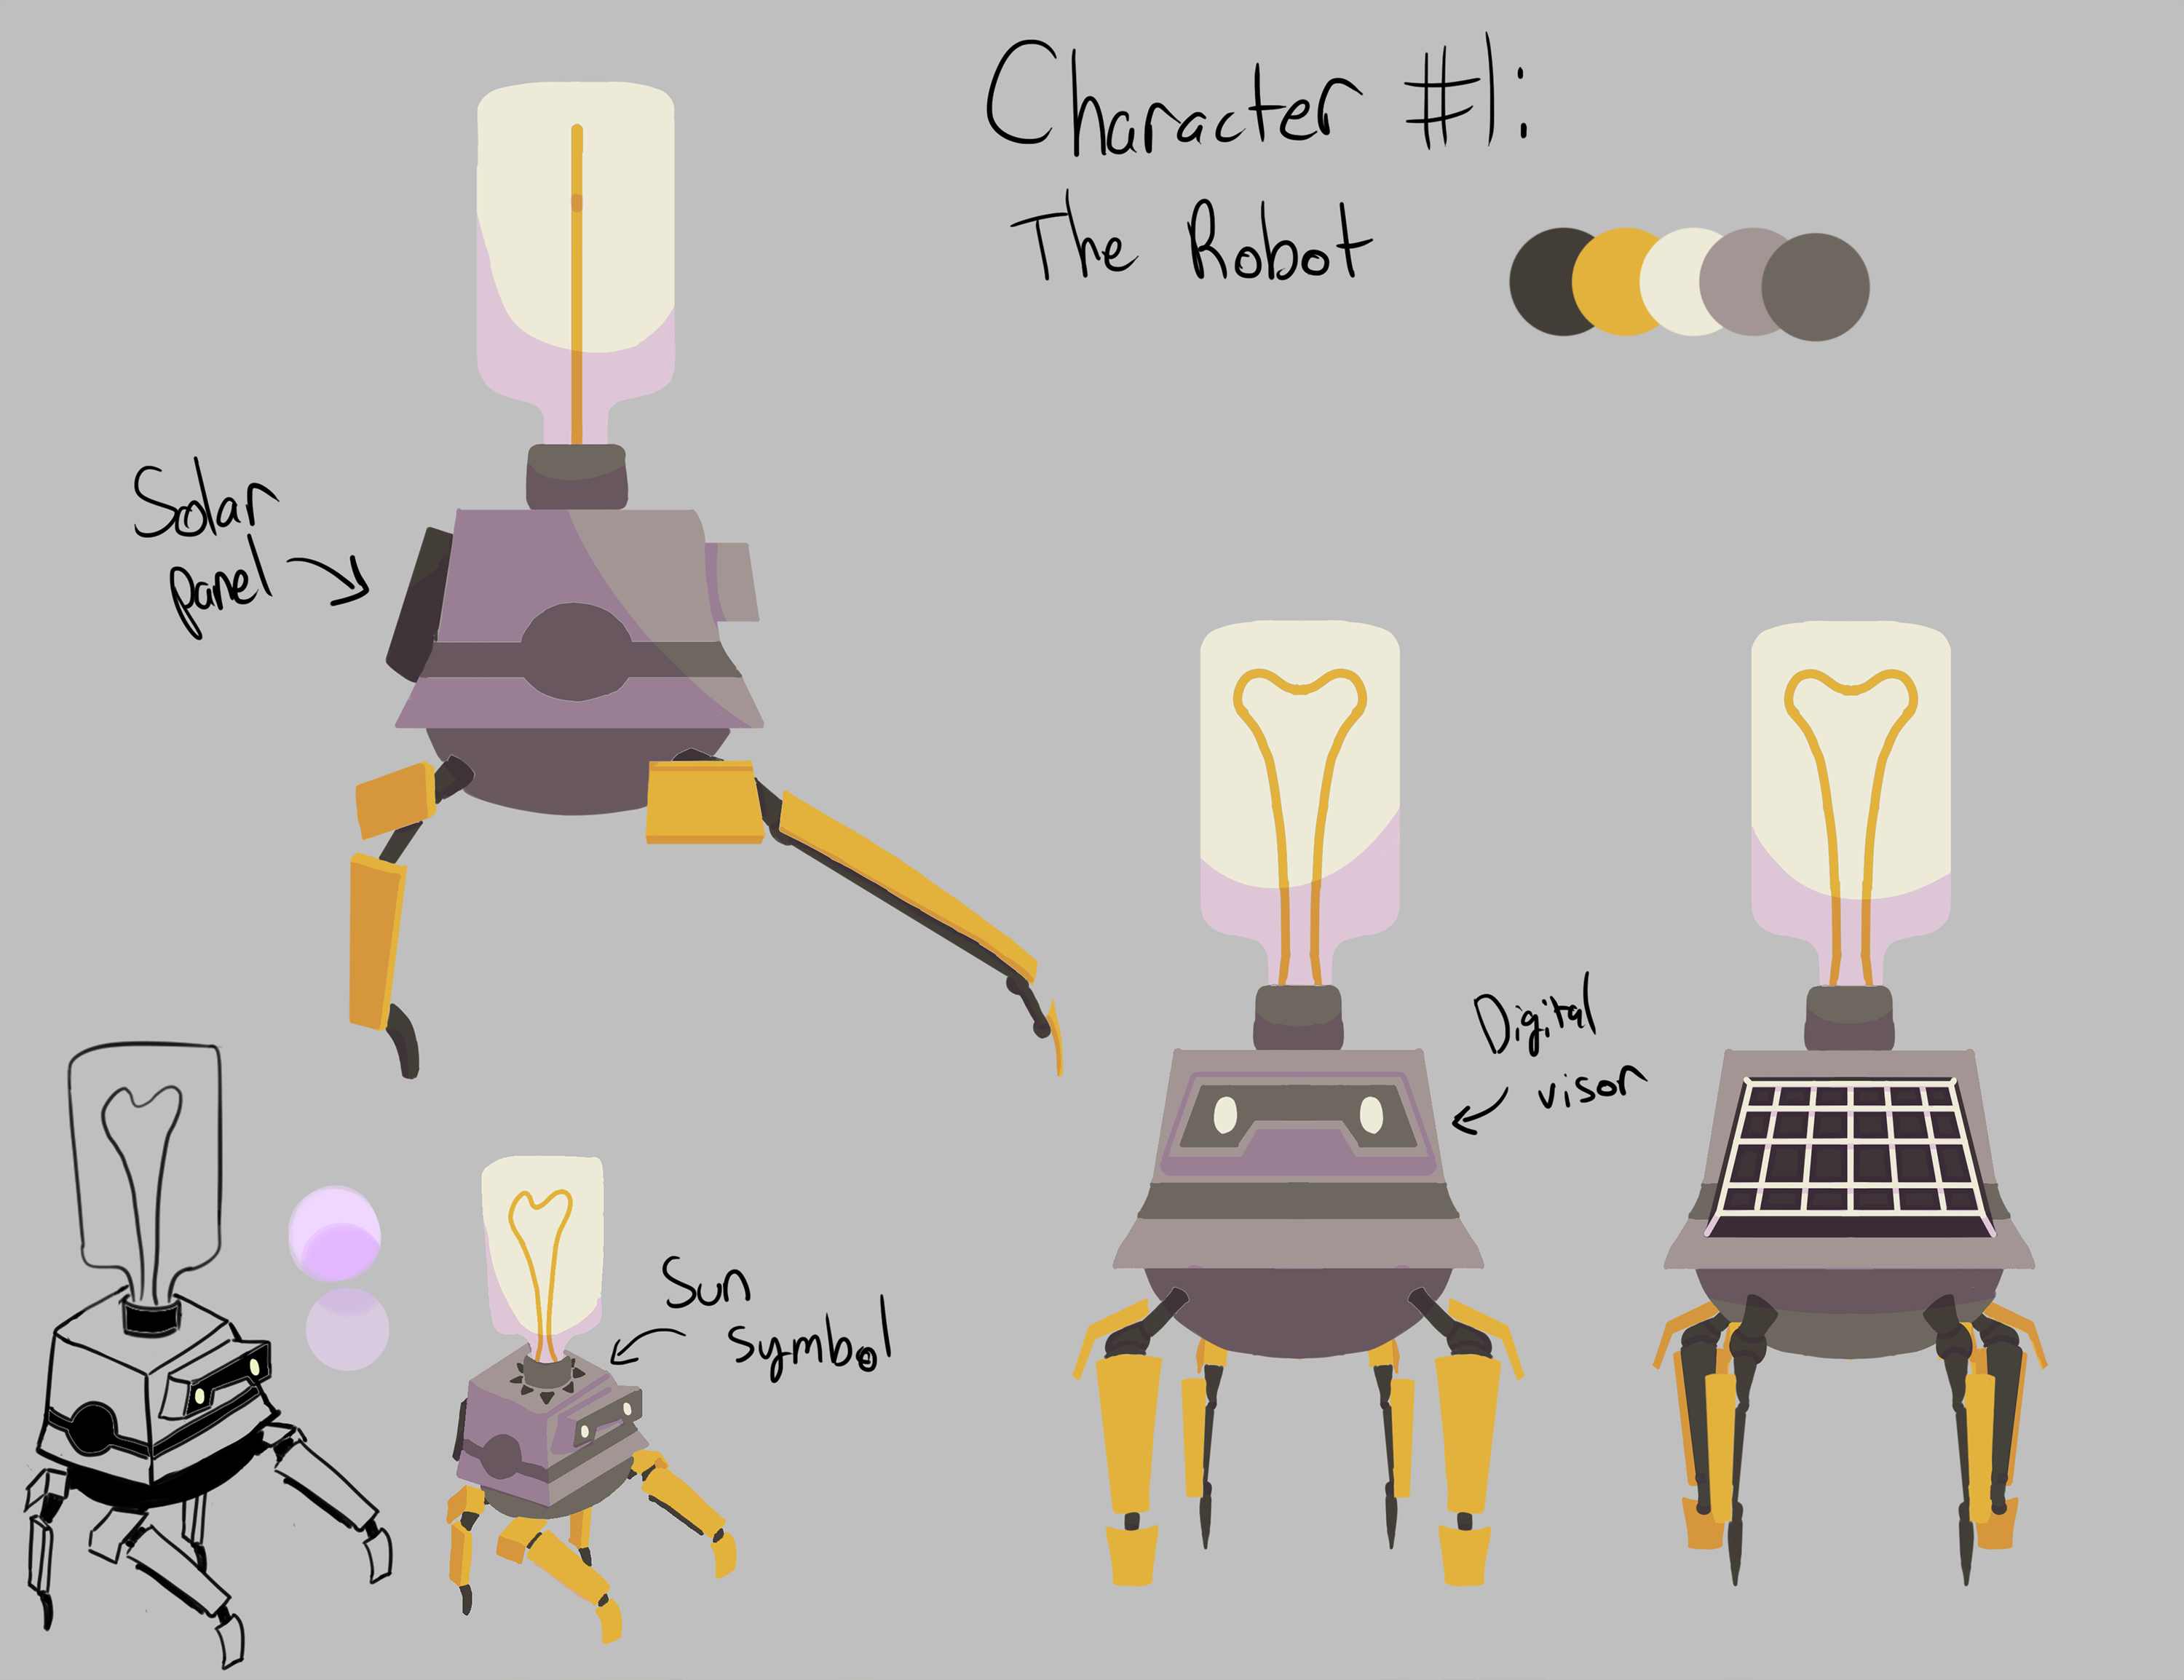 Character #1:
The Robot
Solar
panel
Digital
visor
Sun
symbol